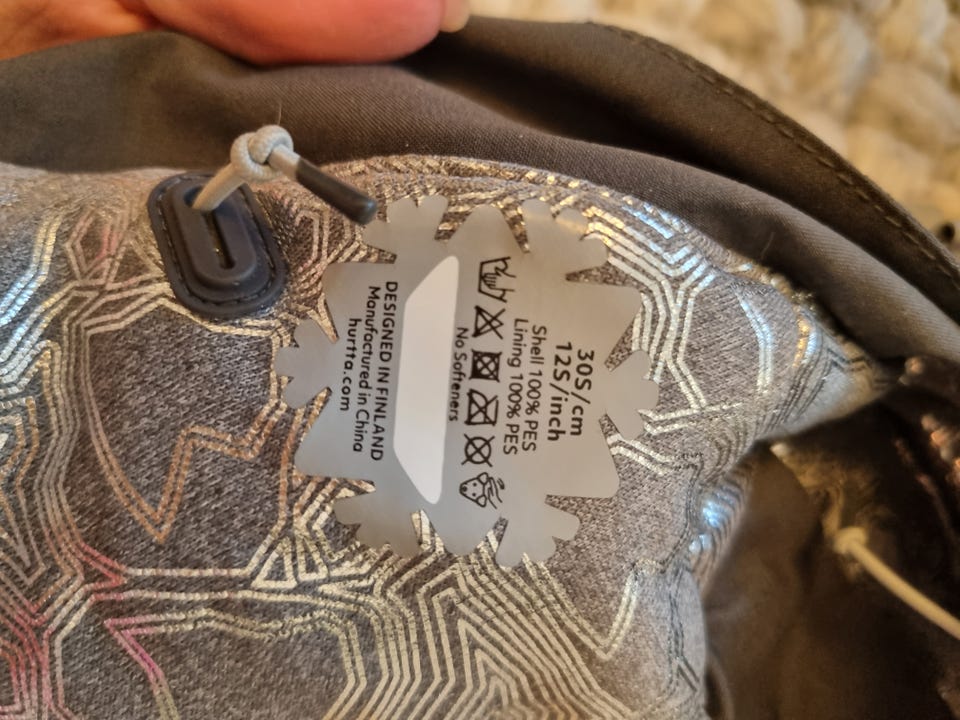 30S/cm
12S/inch
Shell 100% PES
Lining 100% PES
No Softeners
DESIGNED IN FINLAND
Manufactured in China
hurtta.com